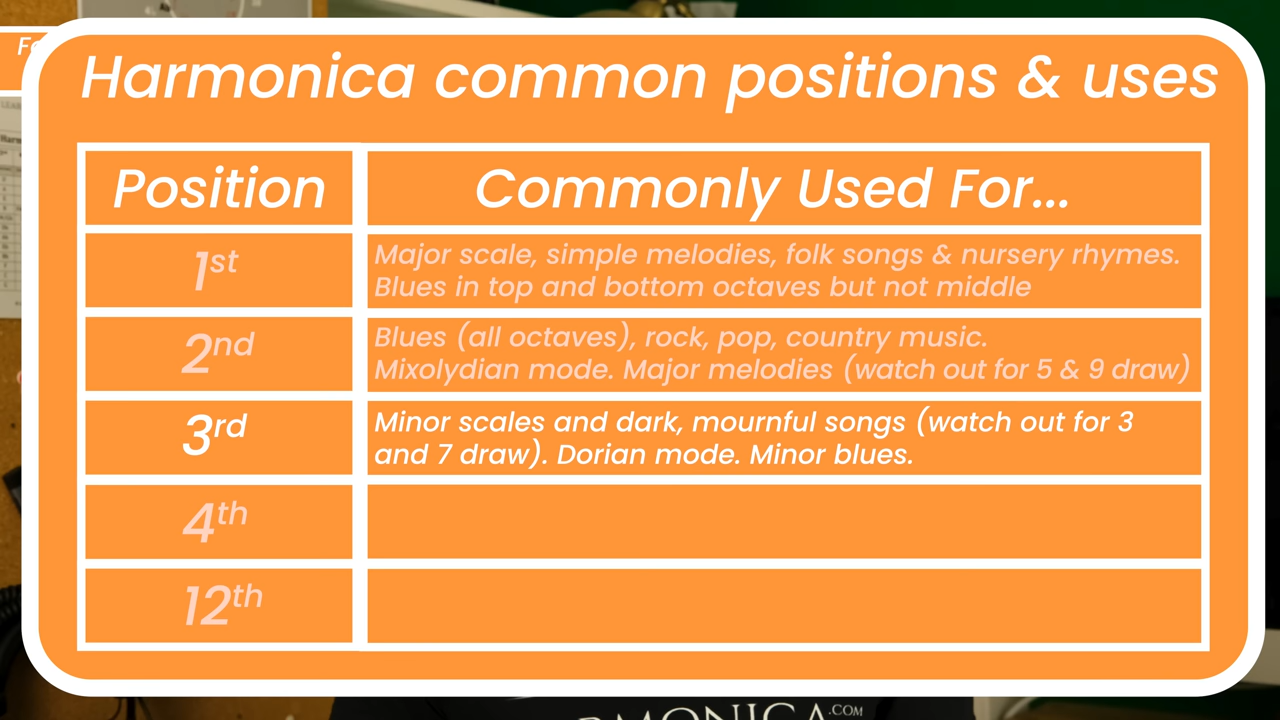 Harmonica common positions & uses
Position
Commonly Used For...
1st
Major scale, simple melodies, folk songs & nursery rhymes.
Blues in top and bottom octaves but not middle
2nd
Blues (all octaves), rock, pop, country music.
Mixolydian mode. Major melodies (watch out for 5 & 9 draw)
3rd
Minor scales and dark, mournful songs (watch out for 3
and 7 draw). Dorian mode. Minor blues.
4th
12th
.COM